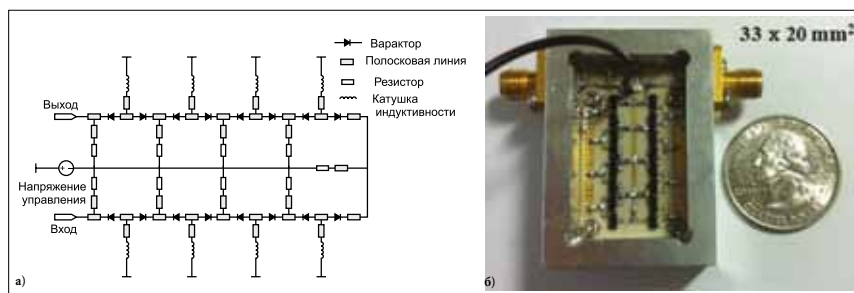 Варактор
Полосковая линия
Резистор
Катушка
индуктивности
Выход
Напряжение
управления
Вход
а)
33 x 20 mm²
б)